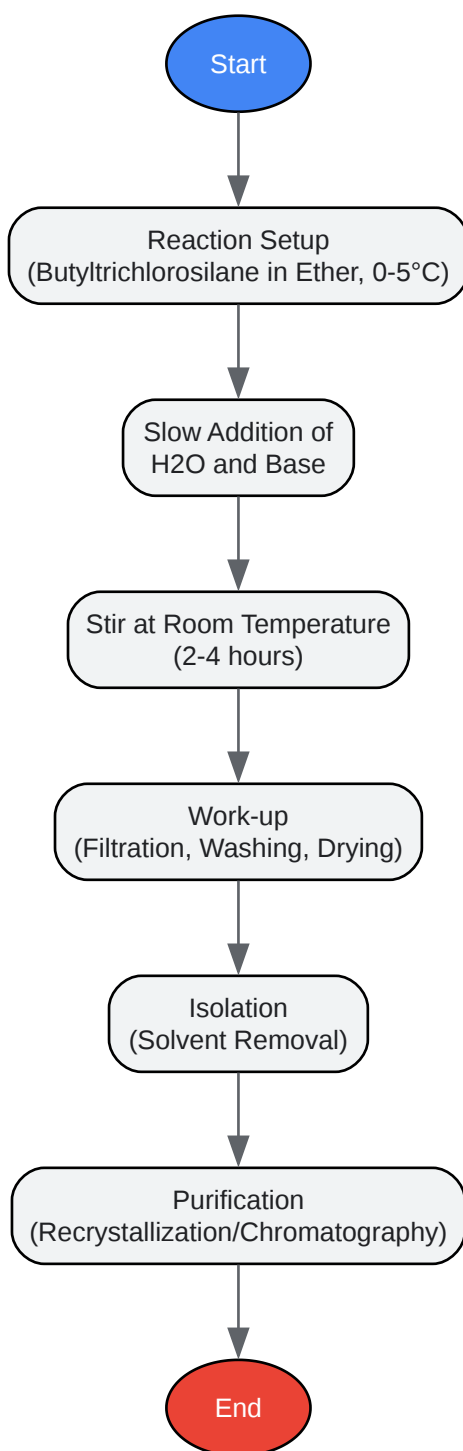 Start
Reaction Setup
(Butyltrichlorosilane in Ether, 0-5°C)
Slow Addition of
H2O and Base
Stir at Room Temperature
(2-4 hours)
Work-up
(Filtration, Washing, Drying)
Isolation
(Solvent Removal)
Purification
(Recrystallization/Chromatography)
End